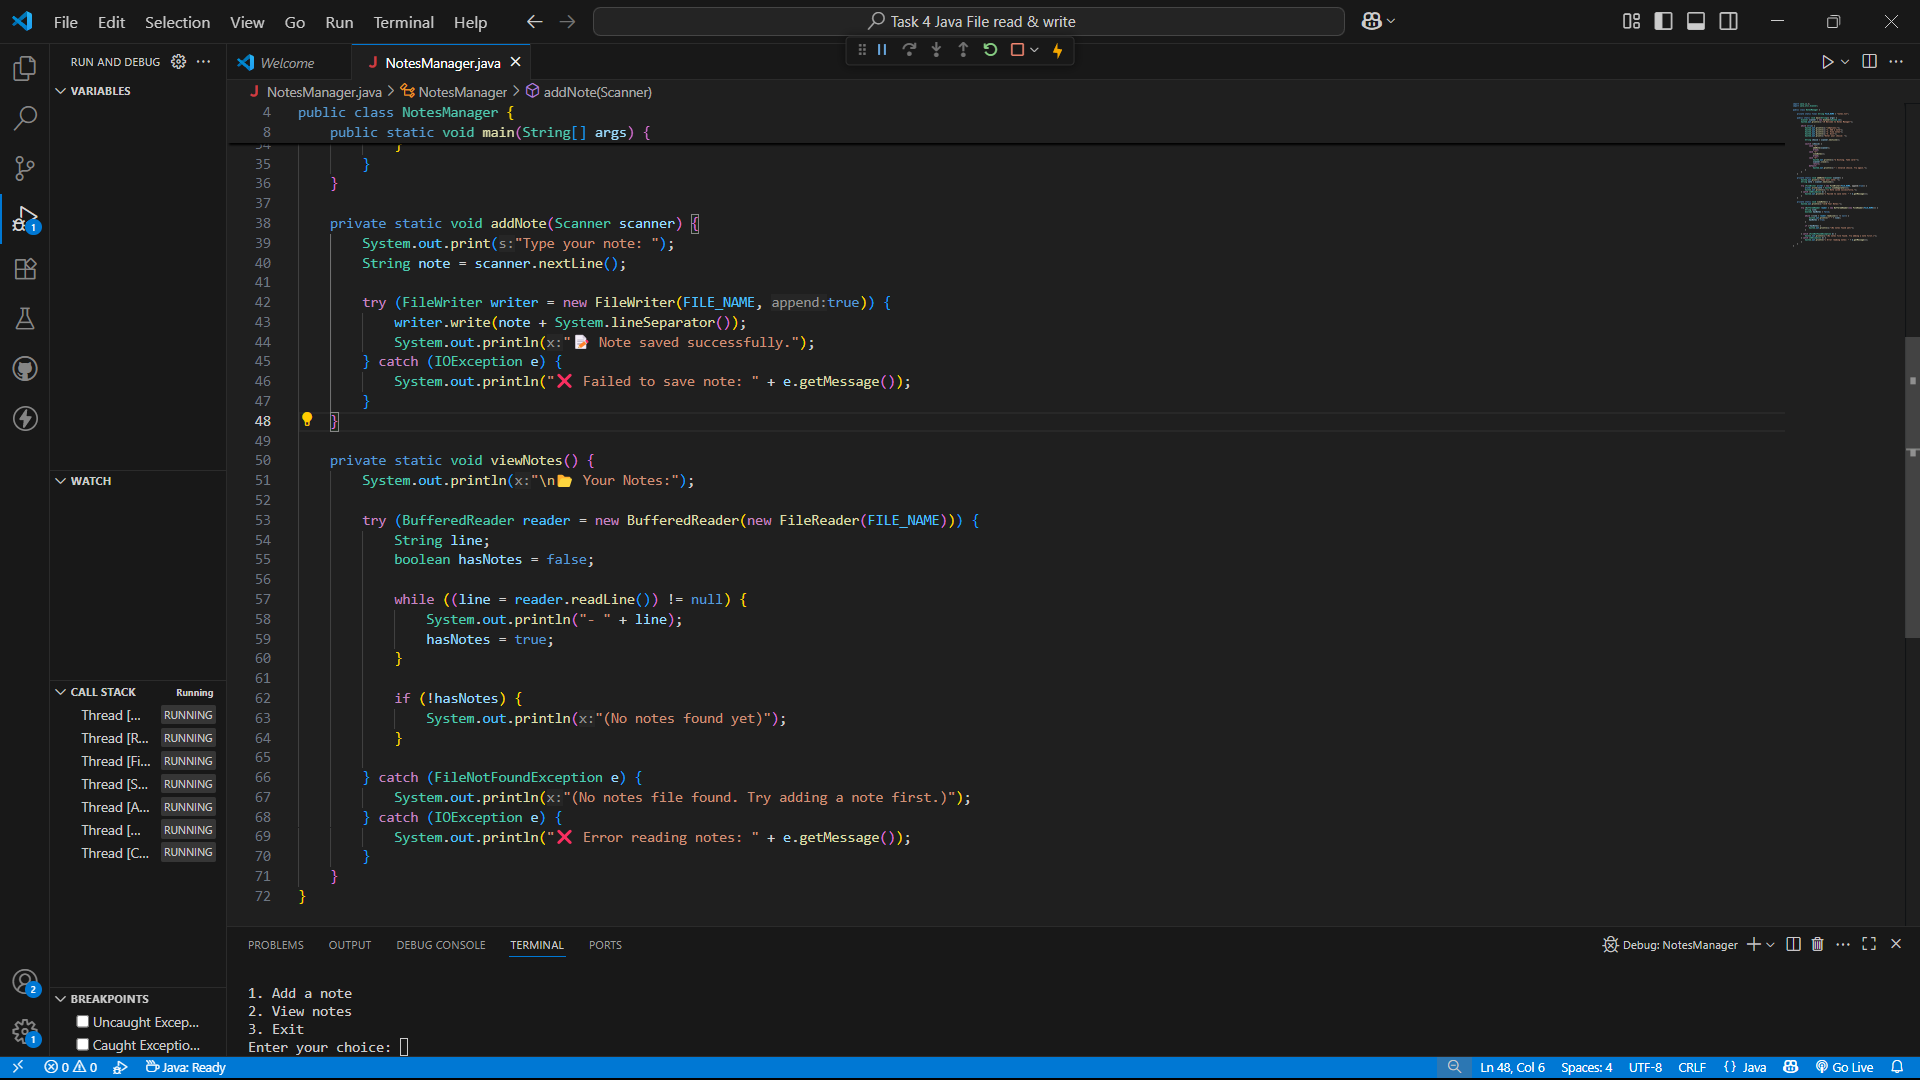 File Edit Selection View Go Run Terminal Help
Task 4 Java File read & write
RUN AND DEBUG
VARIABLES
WATCH
CALL STACK Running
Thread [... RUNNING
Thread [R... RUNNING
Thread [Fi... RUNNING
Thread [S... RUNNING
Thread [A... RUNNING
Thread [... RUNNING
Thread [C... RUNNING
BREAKPOINTS
Uncaught Excep...
Caught Exceptio...
1
2
1
Welcome
J NotesManager.java
J NotesManager.java > NotesManager > addNote(Scanner)
4 public class NotesManager {
8 public static void main(String[] args) {
34 }
35 }
36 }
37
38 private static void addNote(Scanner scanner) {
39 System.out.print(s:"Type your note: ");
40 String note = scanner.nextLine();
41
42 try (FileWriter writer = new FileWriter(FILE_NAME, append:true)) {
43 writer.write(note + System.lineSeparator());
44 System.out.println(x:"📝 Note saved successfully.");
45 } catch (IOException e) {
46 System.out.println("❌ Failed to save note: " + e.getMessage());
47 }
48 }
49
50 private static void viewNotes() {
51 System.out.println(x:"\n📂 Your Notes:");
52
53 try (BufferedReader reader = new BufferedReader(new FileReader(FILE_NAME))) {
54 String line;
55 boolean hasNotes = false;
56
57 while ((line = reader.readLine()) != null) {
58 System.out.println("- " + line);
59 hasNotes = true;
60 }
61
62 if (!hasNotes) {
63 System.out.println(x:"(No notes found yet)");
64 }
65
66 } catch (FileNotFoundException e) {
67 System.out.println(x:"(No notes file found. Try adding a note first.)");
68 } catch (IOException e) {
69 System.out.println("❌ Error reading notes: " + e.getMessage());
70 }
71 }
72 }
PROBLEMS OUTPUT DEBUG CONSOLE TERMINAL PORTS
Debug: NotesManager
1. Add a note
2. View notes
3. Exit
Enter your choice:
0 0 Java: Ready
Ln 48, Col 6 Spaces: 4 UTF-8 CRLF {} Java Go Live